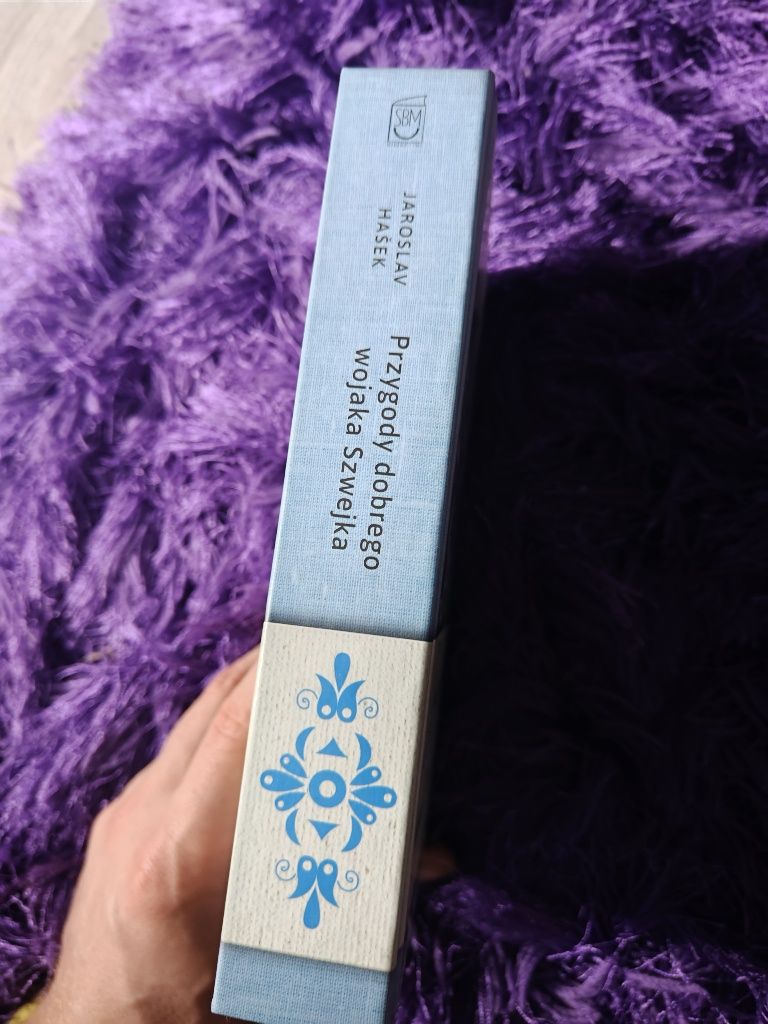 SBM
JAROSLAV
HAŠEK
Przygody dobrego
wojaka Szwejka